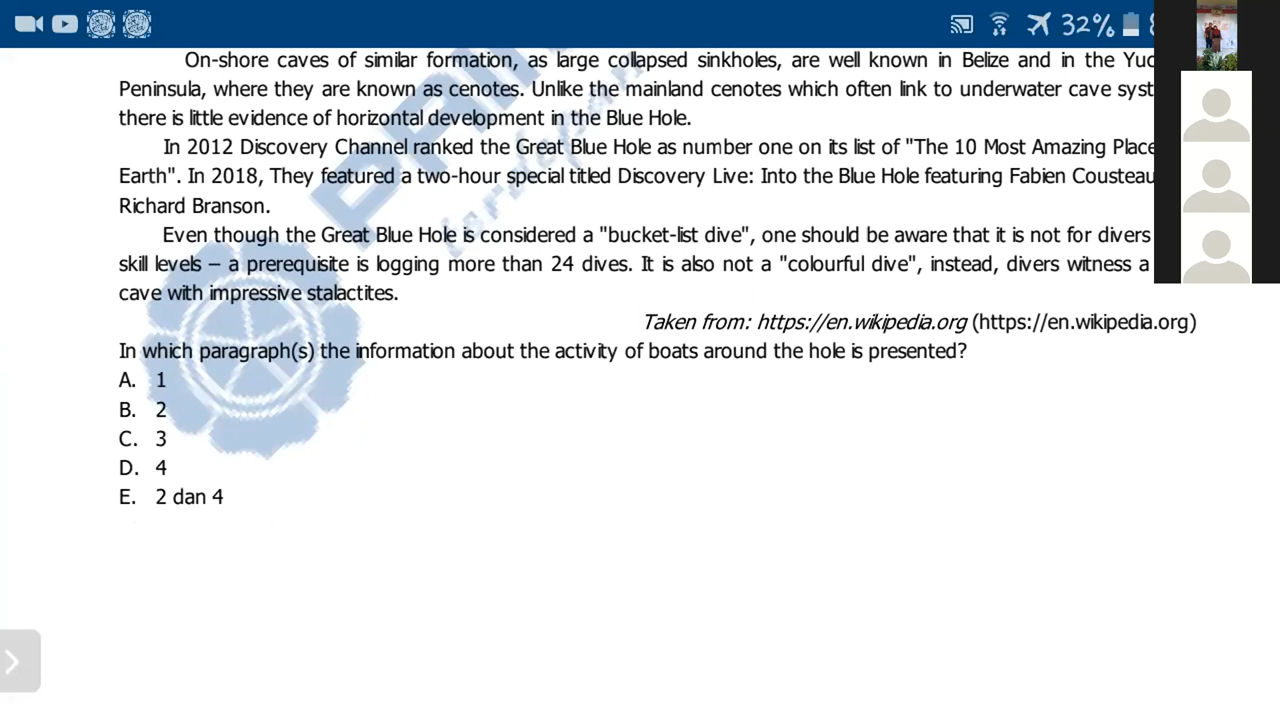 32%
On-shore caves of similar formation, as large collapsed sinkholes, are well known in Belize and in the
Peninsula, where they are known as cenotes. Unlike the mainland cenotes which often link to underwater cave
there is little evidence of horizontal development in the Blue Hole.
In 2012 Discovery Channel ranked the Great Blue Hole as number one on its list of "The 10 Most Amazing
Earth". In 2018, They featured a two-hour special titled Discovery Live: Into the Blue Hole featuring Fabien Cousteau
Richard Branson.
Even though the Great Blue Hole is considered a "bucket-list dive", one should be aware that it is not for divers
skill levels – a prerequisite is logging more than 24 dives. It is also not a "colourful dive", instead, divers witness a
cave with impressive stalactites.
Taken from: https://en.wikipedia.org (https://en.wikipedia.org)
In which paragraph(s) the information about the activity of boats around the hole is presented?
A. 1
B. 2
C. 3
D. 4
E. 2 dan 4